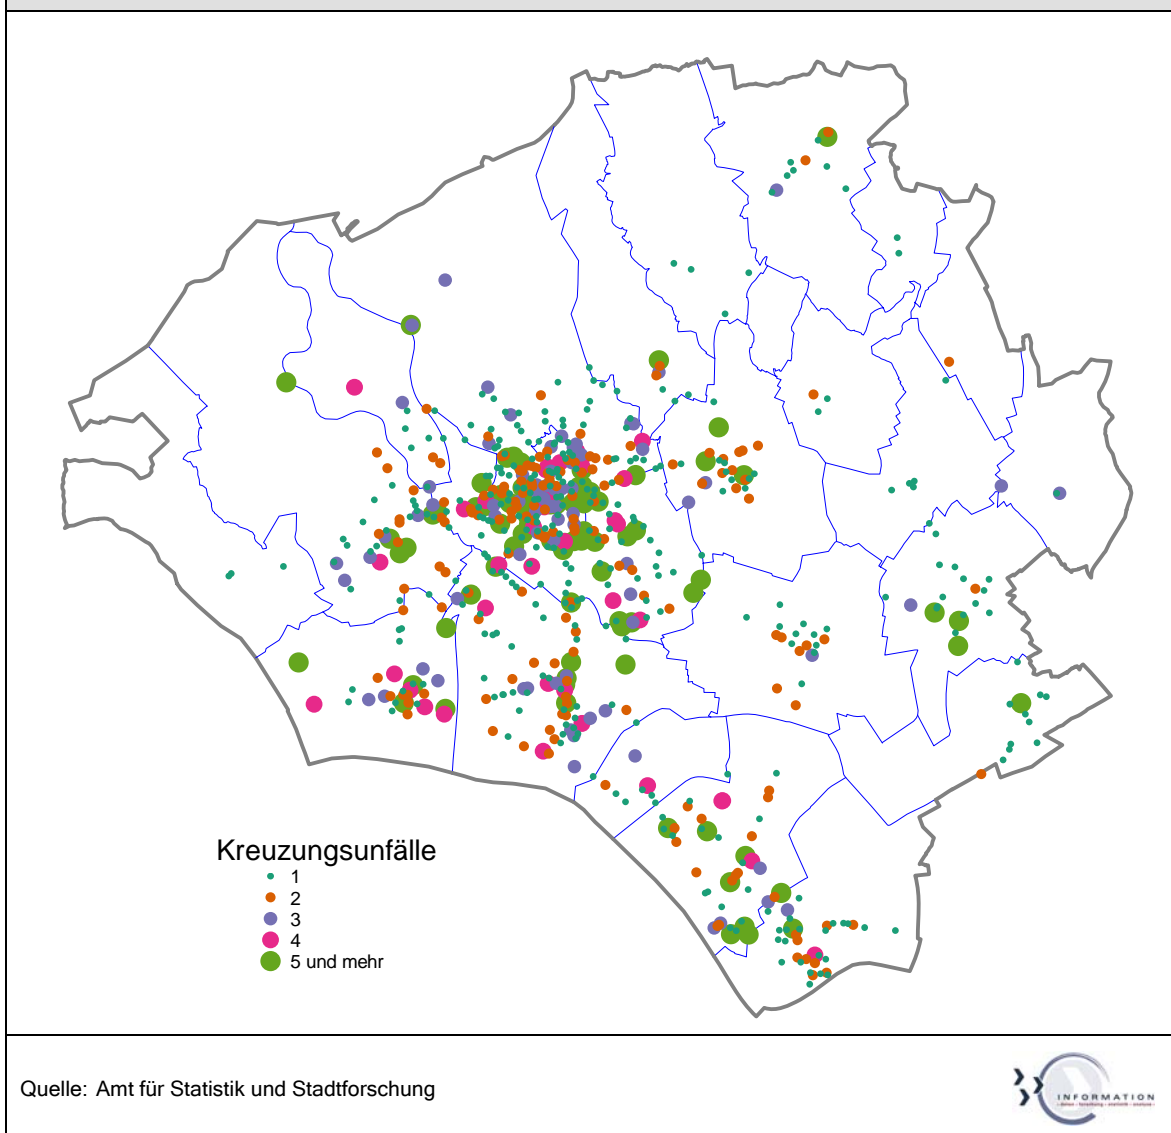 Kreuzungsunfälle
1
2
3
4
5 und mehr
Quelle: Amt für Statistik und Stadtforschung
INFORMATION